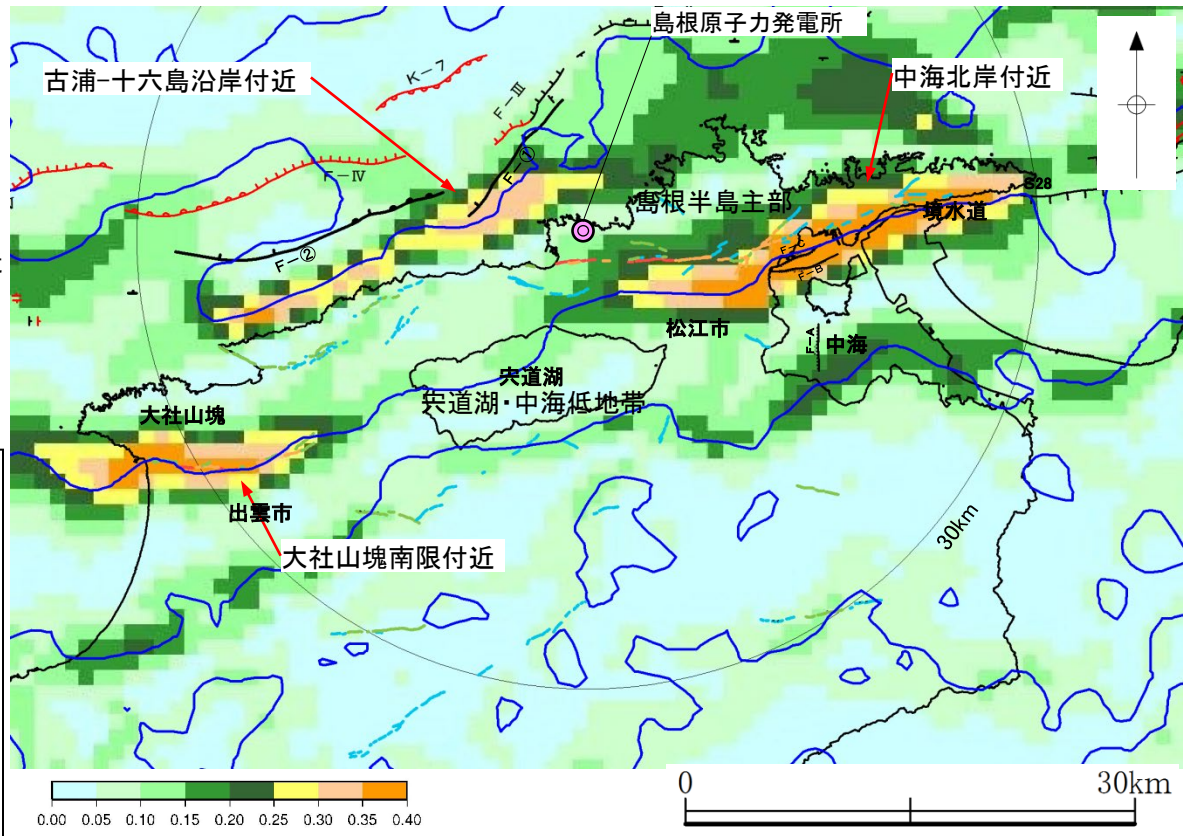 島根原子力発電所
古浦-十六島沿岸付近
K-7
中海北岸付近
F-Ⅲ
F-①
F-Ⅳ
島根半島主部
S28
境水道
F-②
F-C
F-B
松江市
F-A
中海
宍道湖
宍道湖・中海低地帯
大社山塊
出雲市
30km
大社山塊南限付近
0.00 0.05 0.10 0.15 0.20 0.25 0.30 0.35 0.40
0 30km